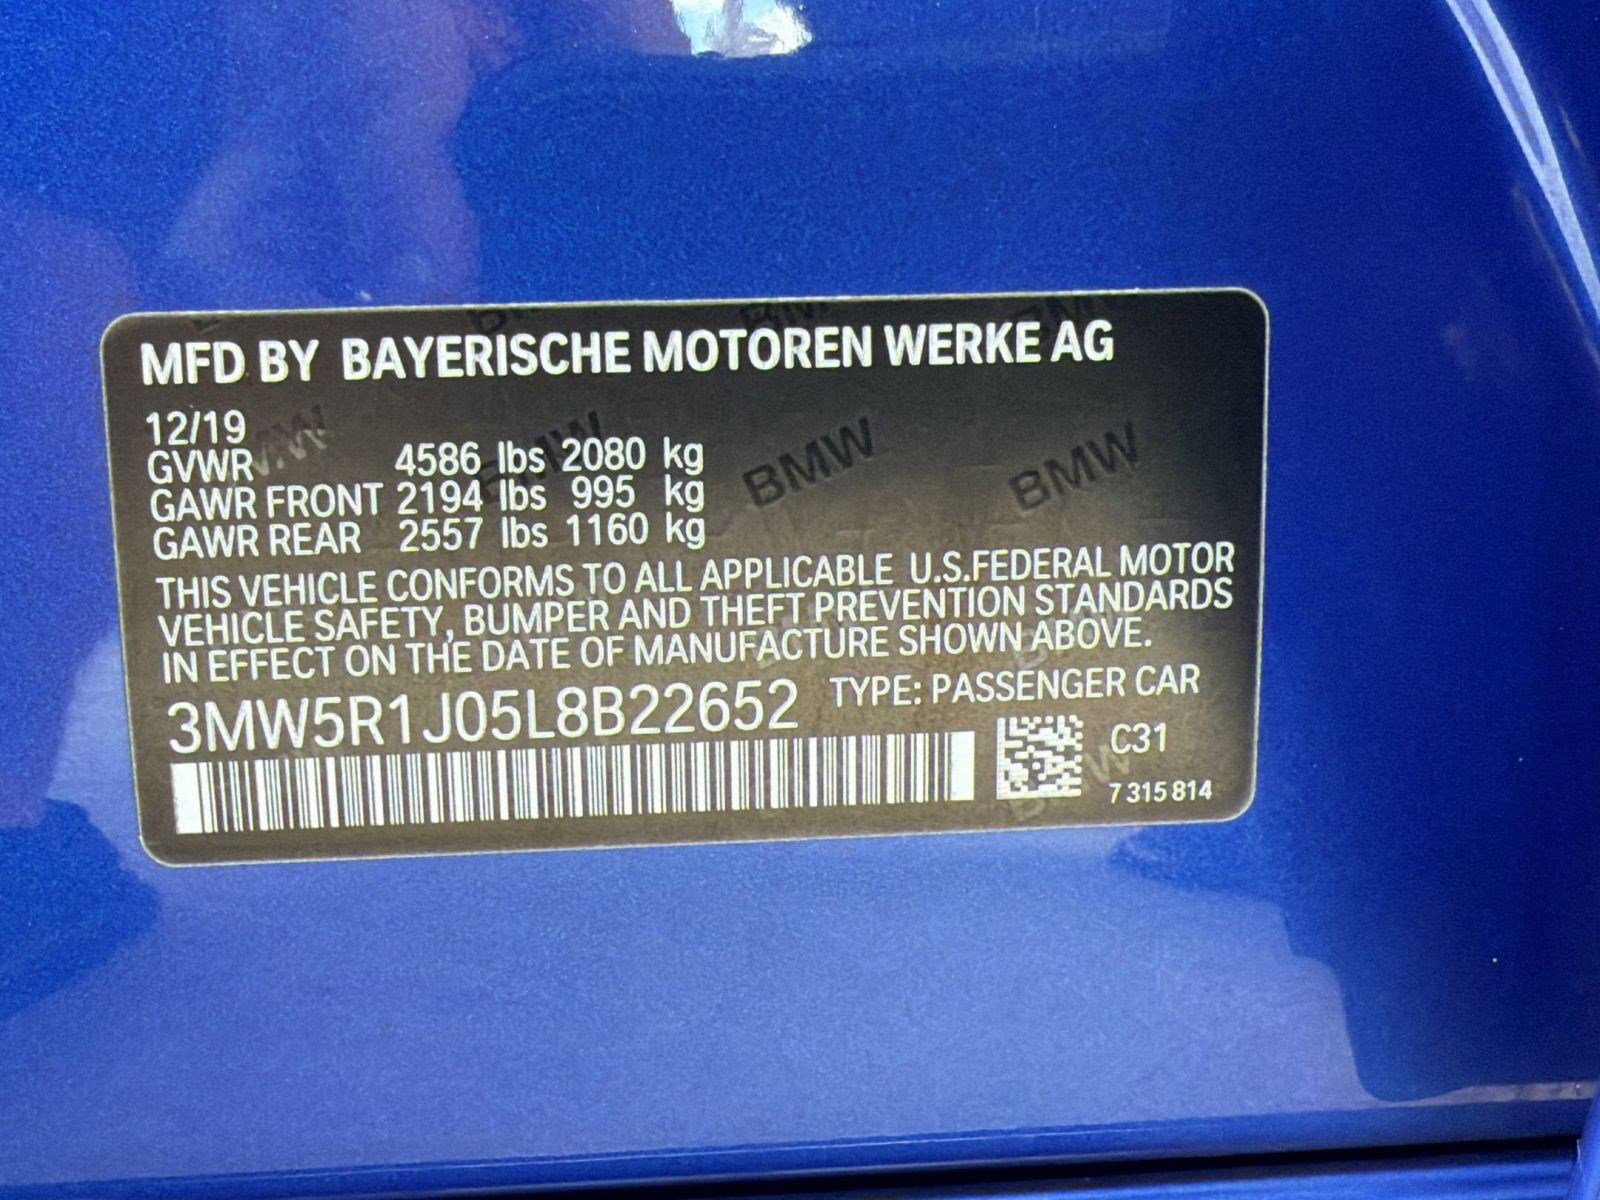 MFD BY BAYERISCHE MOTOREN WERKE AG
12/19
GVWR 4586 lbs 2080 kg
GAWR FRONT 2194 lbs 995 kg
GAWR REAR 2557 lbs 1160 kg
THIS VEHICLE CONFORMS TO ALL APPLICABLE U.S.FEDERAL MOTOR
VEHICLE SAFETY, BUMPER AND THEFT PREVENTION STANDARDS
IN EFFECT ON THE DATE OF MANUFACTURE SHOWN ABOVE.
3MW5R1J05L8B22652 TYPE: PASSENGER CAR
C31
7 315 814
BMW
BMW
BMW
BMW